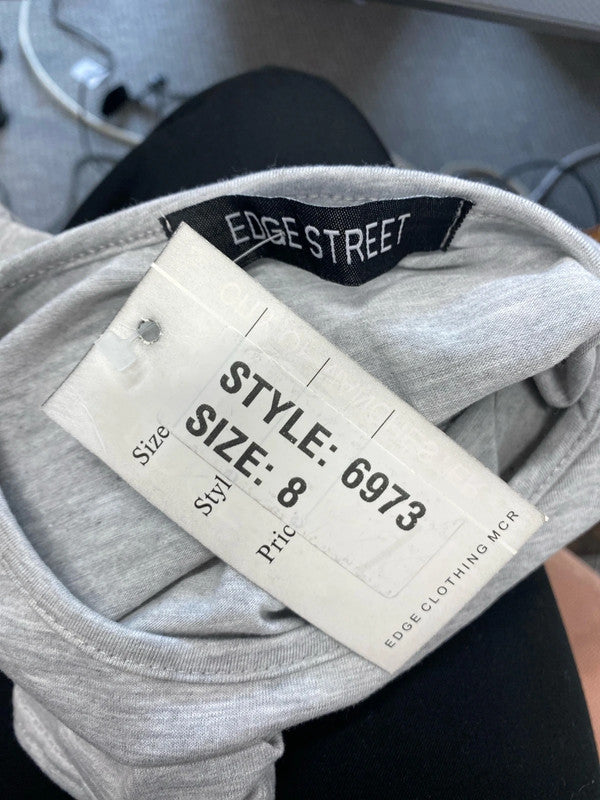 EDGE STREET
STYLE: 6973
SIZE: 8
Size
Styl
Pric
EDGE CLOTHING MCR